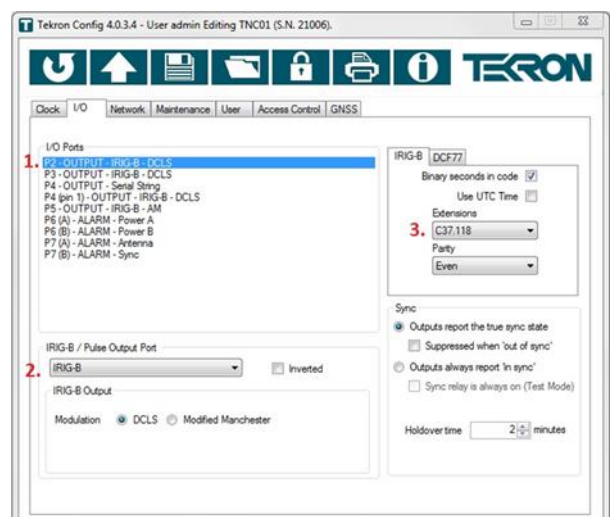 Tekron Config 4.0.3.4 - User admin Editing TNC01 (S.N. 21006).
TEKRON
Clock I/O Network Maintenance User Access Control GNSS
I/O Ports
1.
P2 - OUTPUT - IRIG-B - DCLS
P3 - OUTPUT - IRIG-B - DCLS
P4 - OUTPUT - Serial String
P4 (pin 1) - OUTPUT - IRIG-B - DCLS
P5 - OUTPUT - IRIG-B - AM
P6 (A) - ALARM - Power A
P6 (B) - ALARM - Power B
P7 (A) - ALARM - Antenna
P7 (B) - ALARM - Sync
IRIG-B / Pulse Output Port
2. IRIG-B
Inverted
IRIG-B Output
Modulation DCLS Modified Manchester
IRIG-B DCF77
Binary seconds in code
Use UTC Time
Extensions
3. C37.118
Parity
Even
Sync
Outputs report the true sync state
Suppressed when 'out of sync'
Outputs always report 'in sync'
Sync relay is always on (Test Mode)
Holdover time 2 minutes